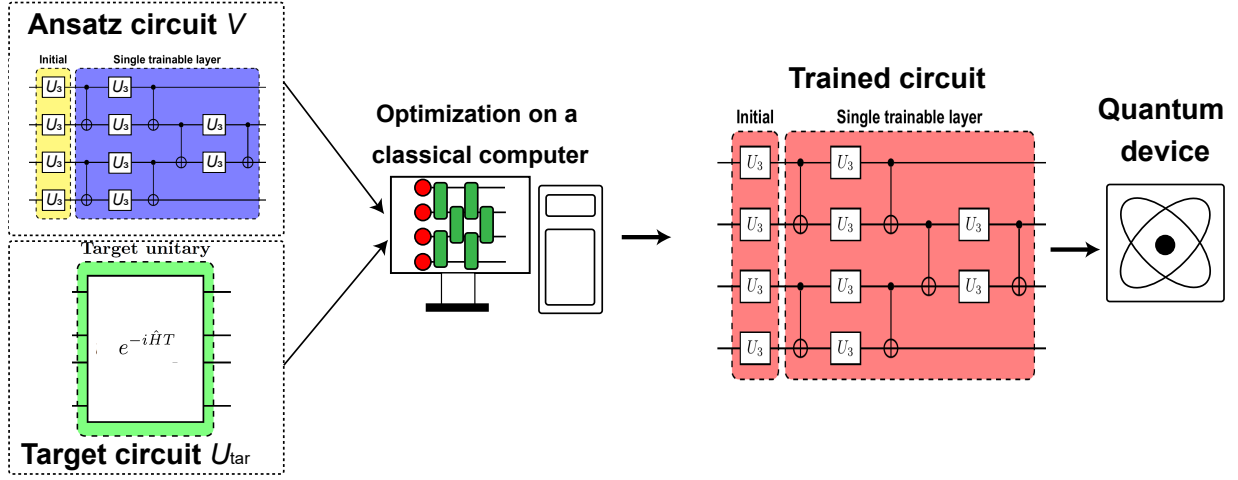 Ansatz circuit V
Initial Single trainable layer
U₃ U₃
U₃ U₃ U₃
U₃ U₃ U₃
U₃ U₃
Target unitary
e^{-iĤT}
Target circuit U_tar
Optimization on a
classical computer
Trained circuit
Initial Single trainable layer
U₃ U₃
U₃ U₃ U₃
U₃ U₃ U₃
U₃ U₃
Quantum
device